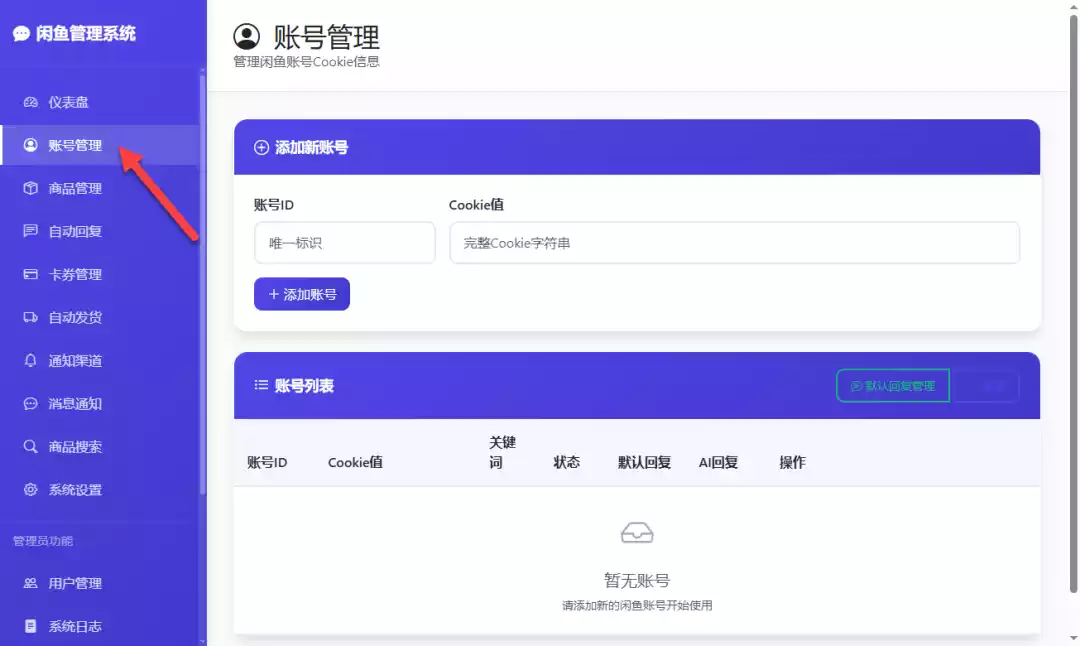 闲鱼管理系统
仪表盘
账号管理
商品管理
自动回复
卡券管理
自动发货
通知渠道
消息通知
商品搜索
系统设置
管理员功能
用户管理
系统日志
账号管理
管理闲鱼账号Cookie信息
添加新账号
账号ID
Cookie值
唯一标识
完整Cookie字符串
+ 添加账号
账号列表
默认回复管理
账号ID
Cookie值
关键词
状态
默认回复
AI回复
操作
暂无账号
请添加新的闲鱼账号开始使用